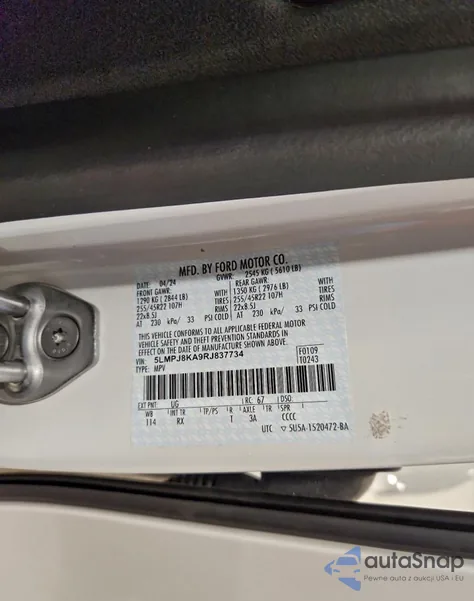 MFD. BY FORD MOTOR CO.
DATE: 04/24 GVWR: 2545 KG (5610 LB)
FRONT GAWR: REAR GAWR:
1290 KG (2844 LB) WITH 1350 KG (2976 LB) WITH
255/45R22 107H TIRES 255/45R22 107H TIRES
22x8.5J RIMS 22x8.5J RIMS
AT 230 kPa/ 33 PSI COLD AT 230 kPa/ 33 PSI COLD
THIS VEHICLE CONFORMS TO ALL APPLICABLE FEDERAL MOTOR
VEHICLE SAFETY AND THEFT PREVENTION STANDARDS IN
EFFECT ON THE DATE OF MANUFACTURE SHOWN ABOVE.
VIN: 5LMPJ8KA9RJ837734 F0109
TYPE: MPV T0243
EXT PNT: UG RC: 67 DSO:
WB INT TR TP/PS R AXLE TR SPR
114 RX 1 3A CCCC
UTC ▽ SU5A-1520472-BA
autoSnap
Pewne auta z aukcji USA - EU